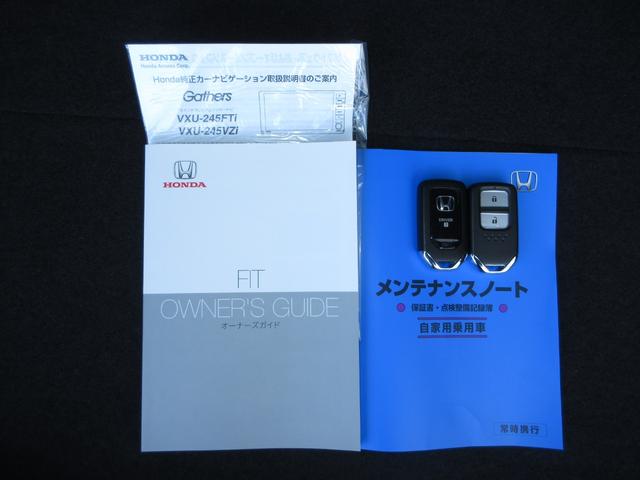 HONDA
Honda Access Corp.
Honda純正カーナビゲーション取扱説明書のご案内
Gathers
VXU-245FTi
VXU-245VZi
HONDA
FIT
OWNER'S GUIDE
オーナーズガイド
DRIVER
メンテナンスノート
保証書・点検整備記録簿
自家用乗用車
常時携行